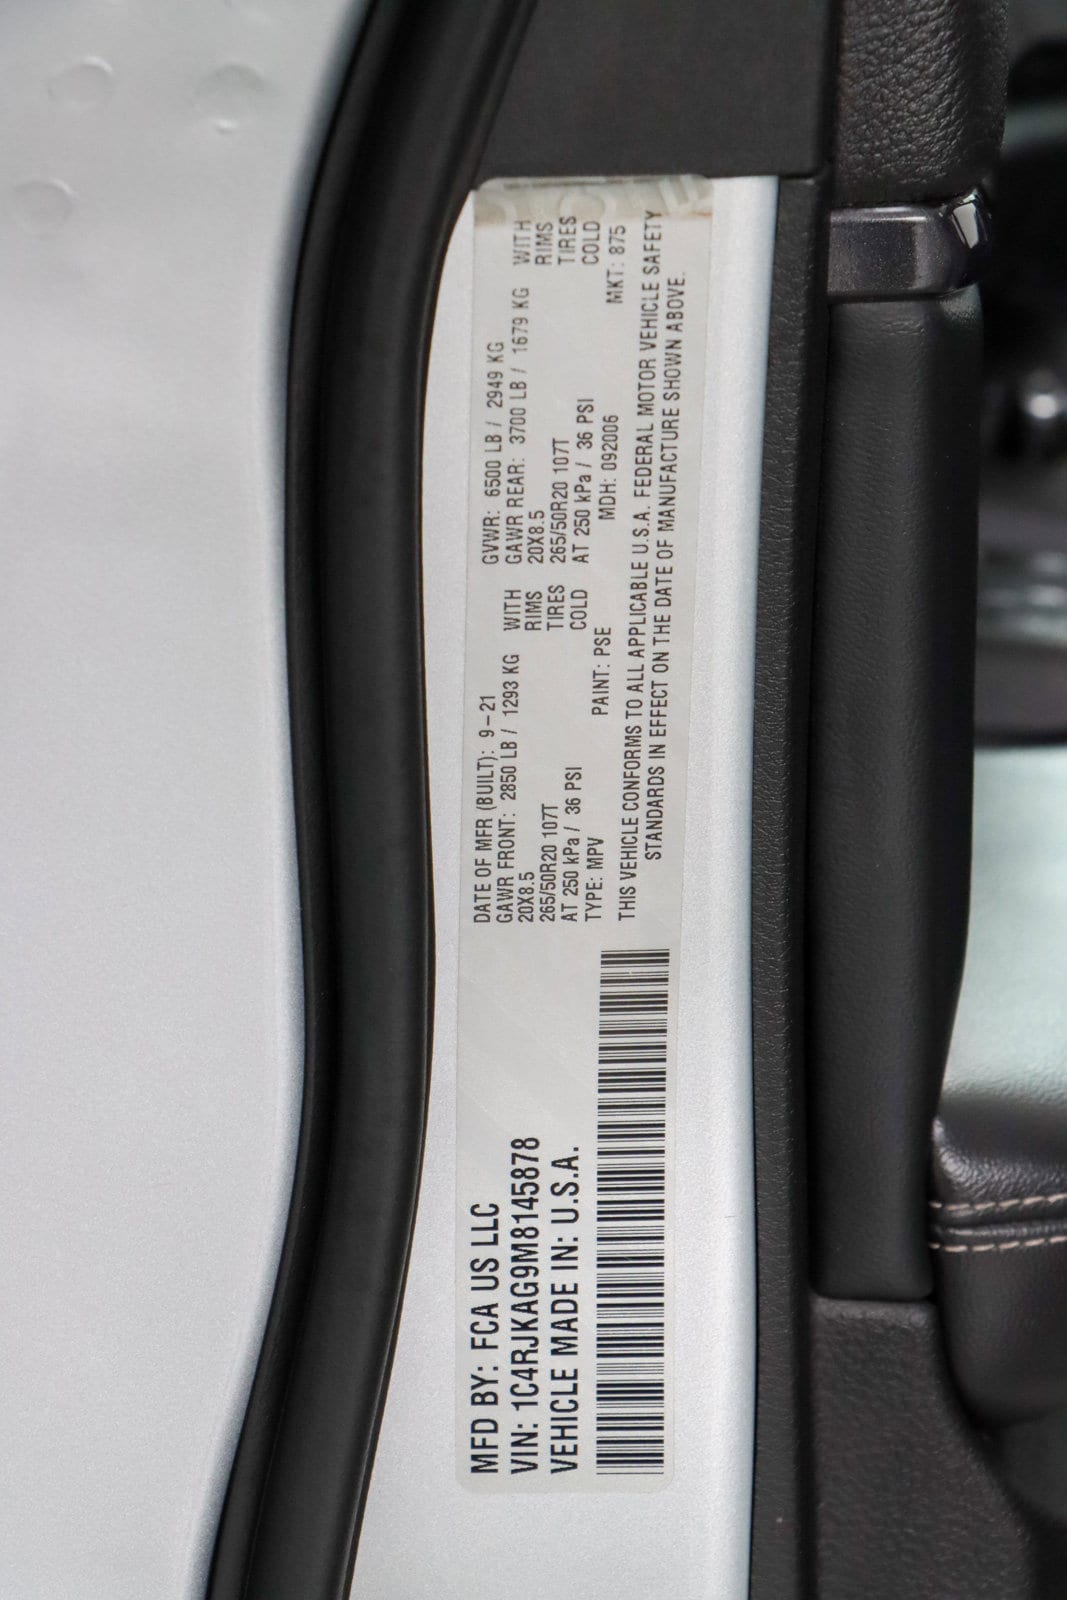 MFD BY: FCA US LLC
VIN: 1C4RJKAG9M8145878
VEHICLE MADE IN: U.S.A.
DATE OF MFR (BUILT): 9-21
GAWR FRONT: 2850 LB / 1293 KG WITH
20X8.5 RIMS
265/50R20 107T TIRES
AT 250 kPa / 36 PSI COLD
TYPE: MPV PAINT: PSE
GVWR: 6500 LB / 2949 KG
GAWR REAR: 3700 LB / 1679 KG WITH
20X8.5 RIMS
265/50R20 107T TIRES
AT 250 kPa / 36 PSI COLD
MDH: 092006 MKT: 875
THIS VEHICLE CONFORMS TO ALL APPLICABLE U.S.A. FEDERAL MOTOR VEHICLE SAFETY
STANDARDS IN EFFECT ON THE DATE OF MANUFACTURE SHOWN ABOVE.